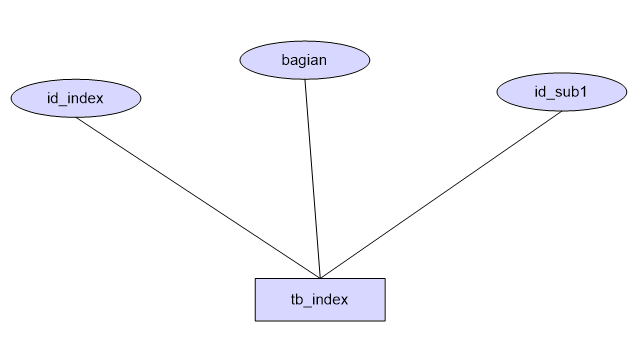 bagian
id_index
id_sub1
tb_index